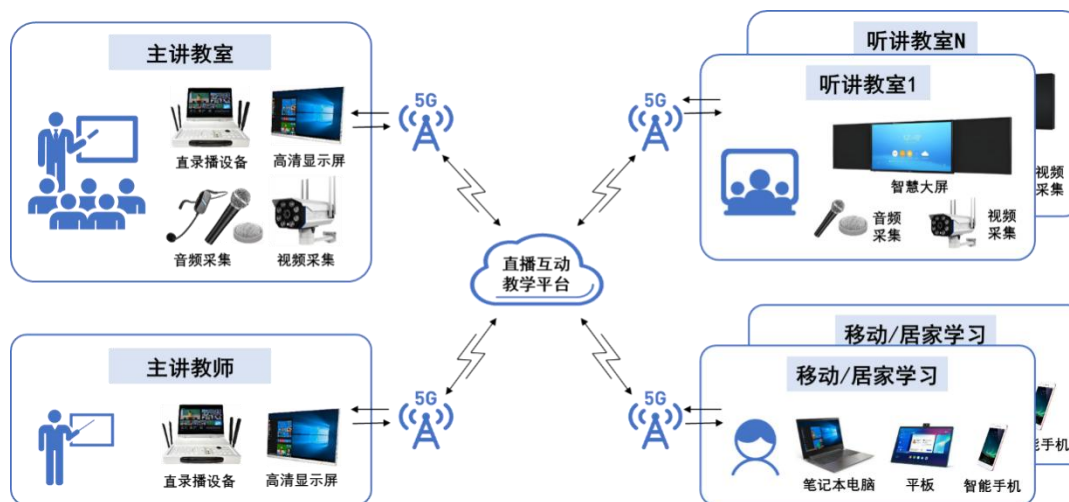 主讲教室
直录播设备
高清显示屏
音频采集
视频采集
5G
5G
听讲教室N
听讲教室1
智慧大屏
音频
采集
视频
采集
视频
采集
直播互动
教学平台
主讲教师
直录播设备
高清显示屏
5G
5G
移动/居家学习
移动/居家学习
笔记本电脑
平板
智能手机
能手机